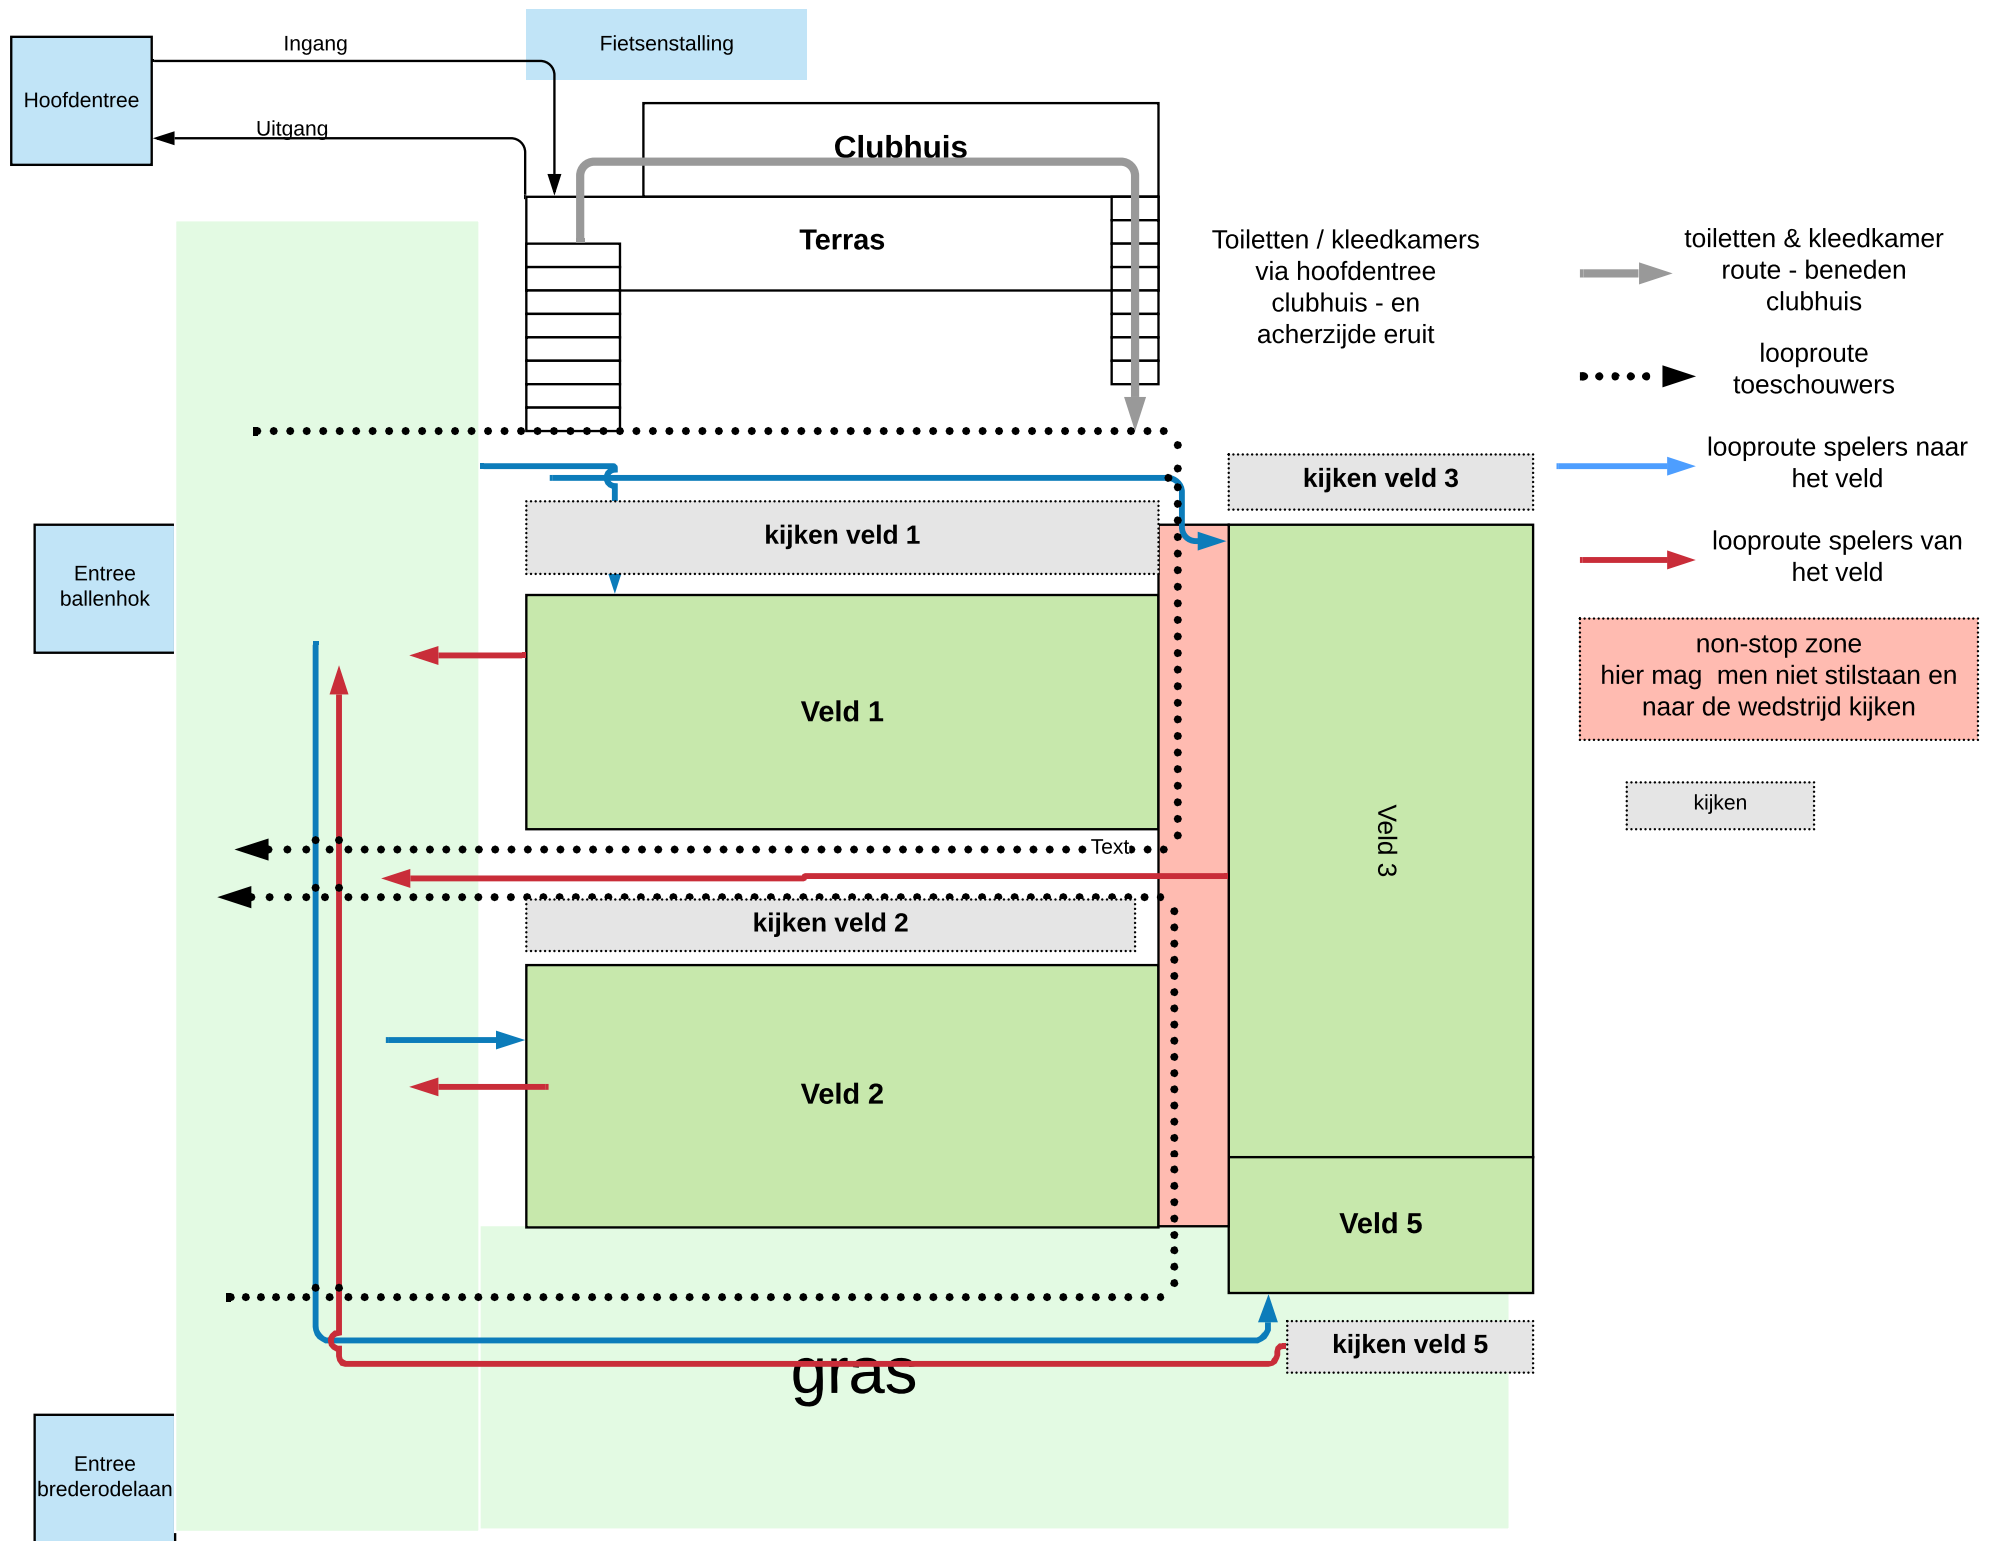 Ingang
Fietsenstalling
Hoofdentree
Uitgang
Clubhuis
Terras
Toiletten / kleedkamers
via hoofdentree
clubhuis - en
acherzijde eruit
toiletten & kleedkamer
route - beneden
clubhuis
looproute
toeschouwers
looproute spelers naar
het veld
looproute spelers van
het veld
non-stop zone
hier mag  men niet stilstaan en
naar de wedstrijd kijken
kijken
kijken veld 3
kijken veld 1
Entree
ballenhok
Veld 1
Veld 3
Text
kijken veld 2
Veld 2
Veld 5
kijken veld 5
gras
Entree
brederodelaan